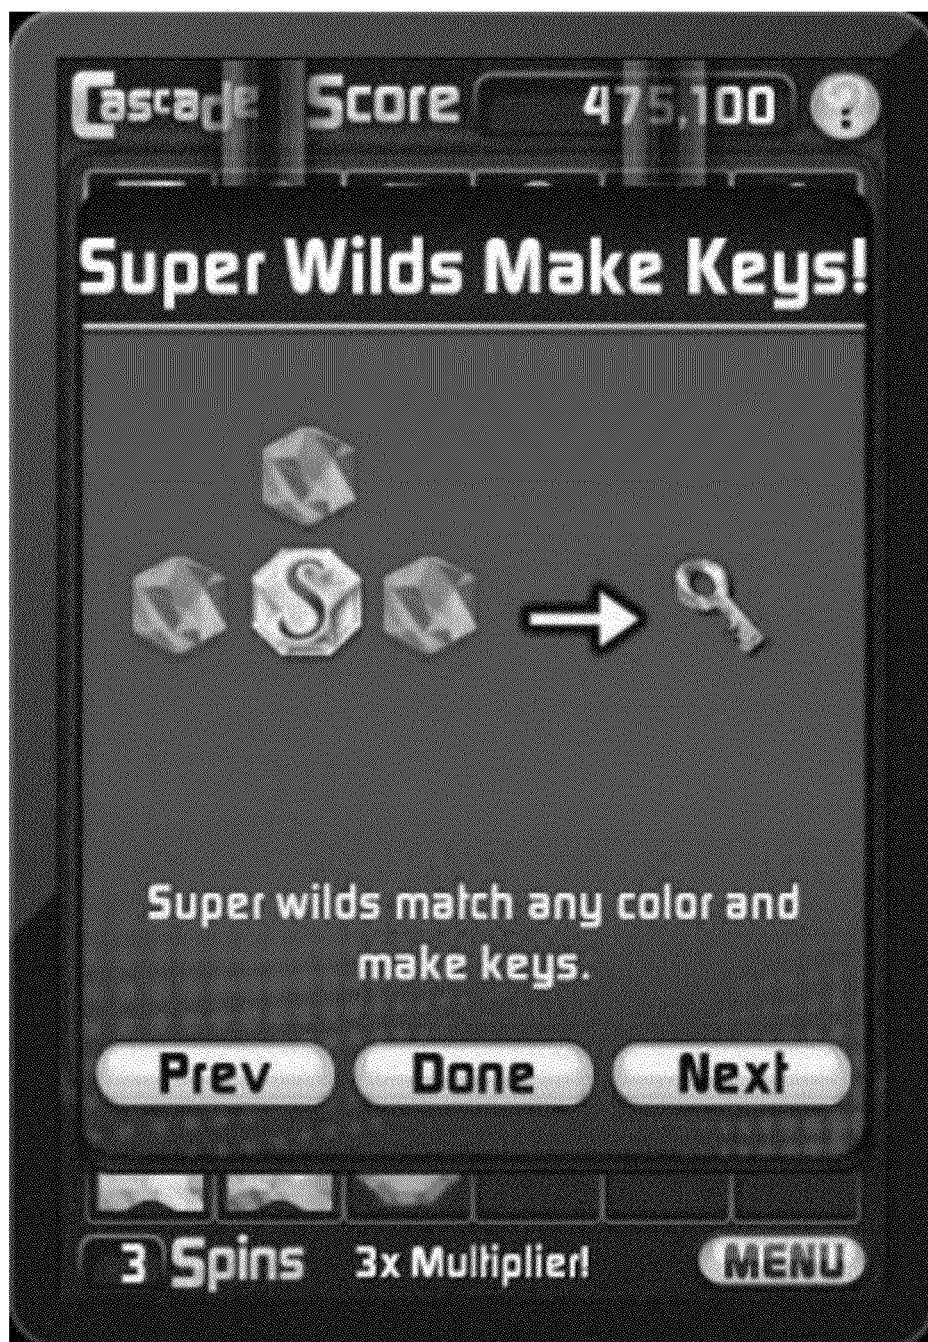 Cascade Score 475,100 ?
Super Wilds Make Keys!
S
Super wilds match any color and
make keys.
Prev Done Next
3 Spins 3x Multiplier! MENU